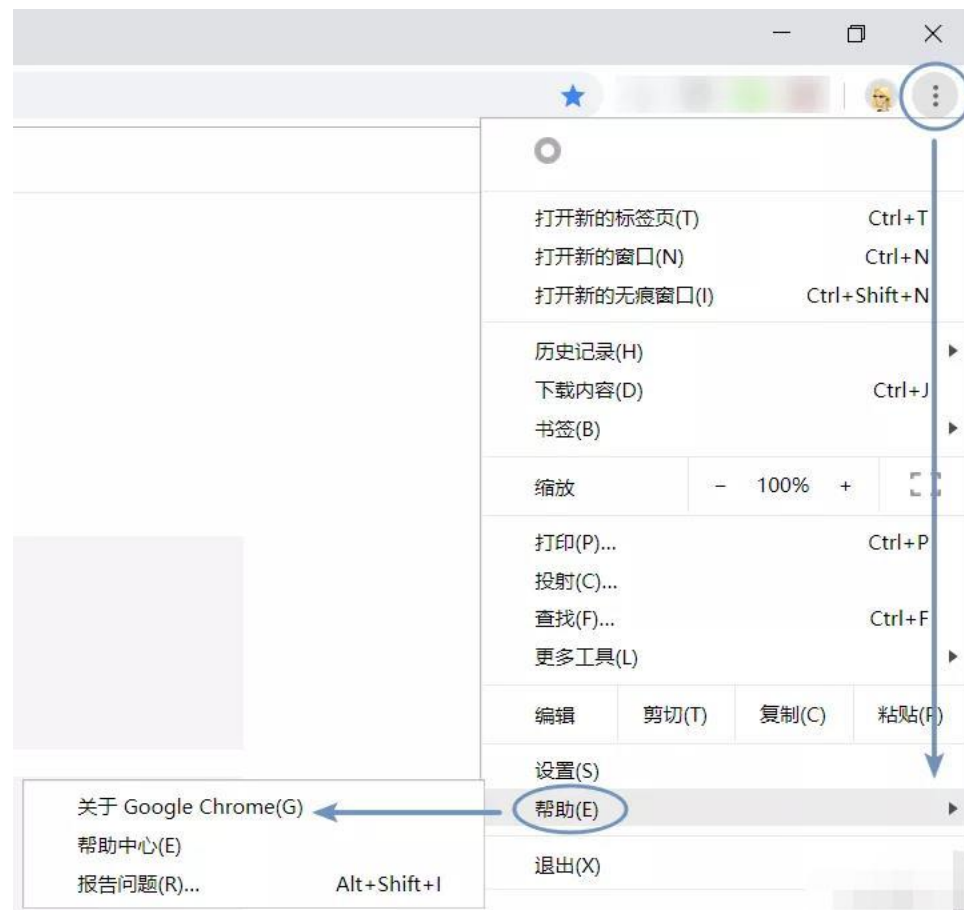 打开新的标签页(T) Ctrl+T
打开新的窗口(N) Ctrl+N
打开新的无痕窗口(I) Ctrl+Shift+N
历史记录(H)
下载内容(D) Ctrl+J
书签(B)
缩放 - 100% +
打印(P)... Ctrl+P
投射(C)...
查找(F)... Ctrl+F
更多工具(L)
编辑 剪切(T) 复制(C) 粘贴(P)
设置(S)
关于 Google Chrome(G) 帮助(E)
帮助中心(E)
退出(X)
报告问题(R)... Alt+Shift+I